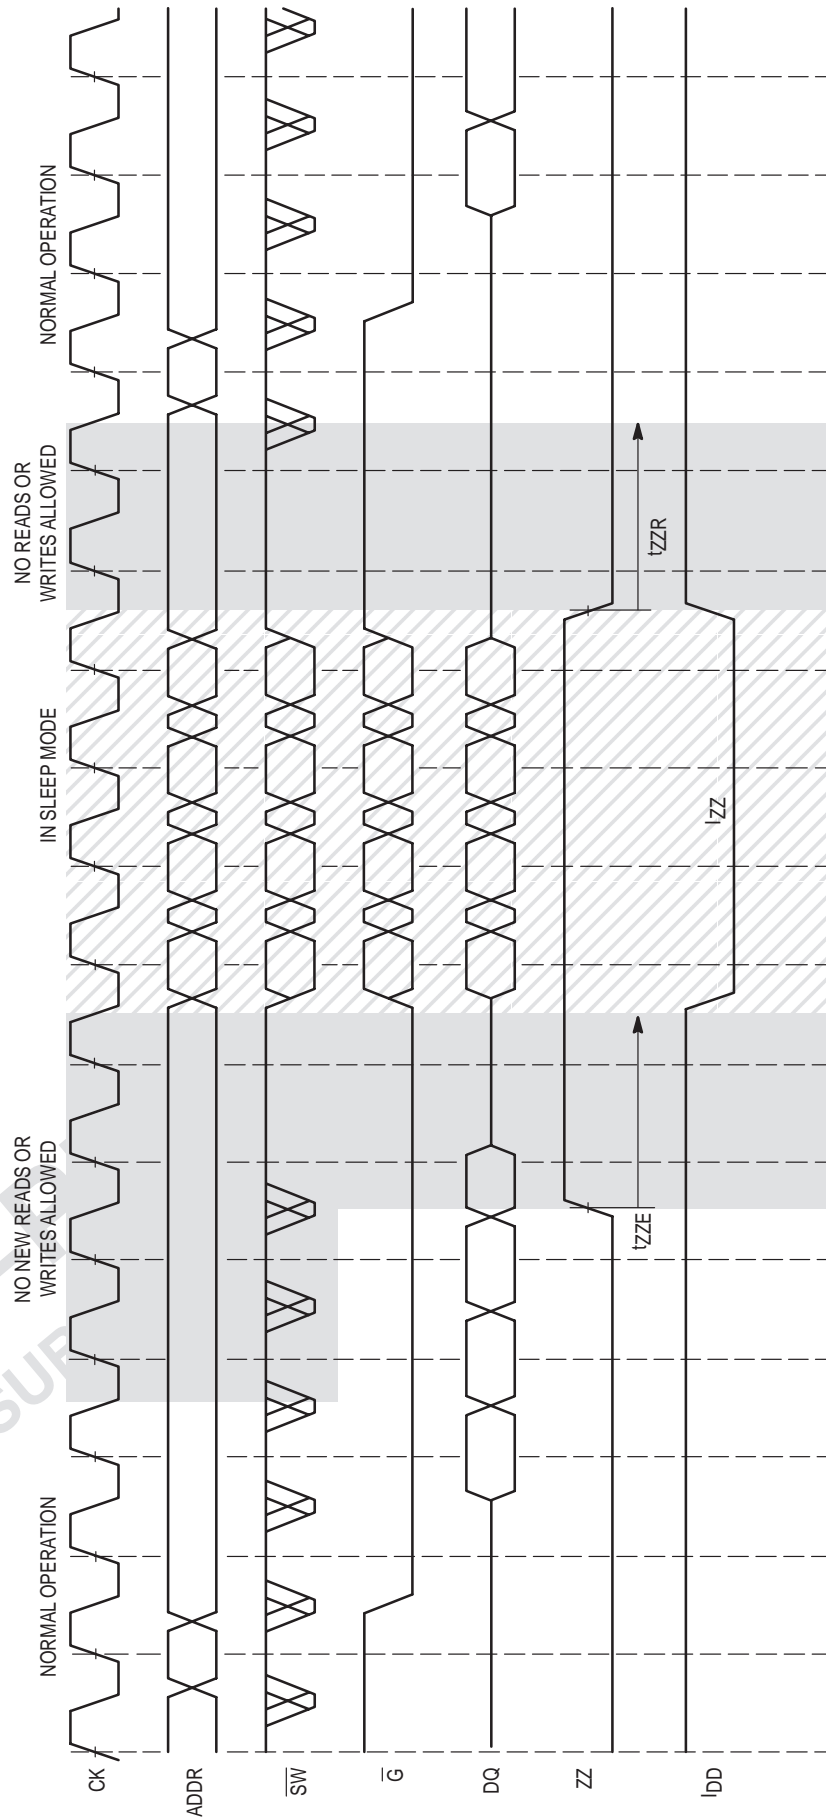 NORMAL OPERATION
NO NEW READS OR
WRITES ALLOWED
IN SLEEP MODE
NO READS OR
WRITES ALLOWED
NORMAL OPERATION
CK
ADDR
SW
G
DQ
ZZ
tZZE
tZZR
IDD
IZZ